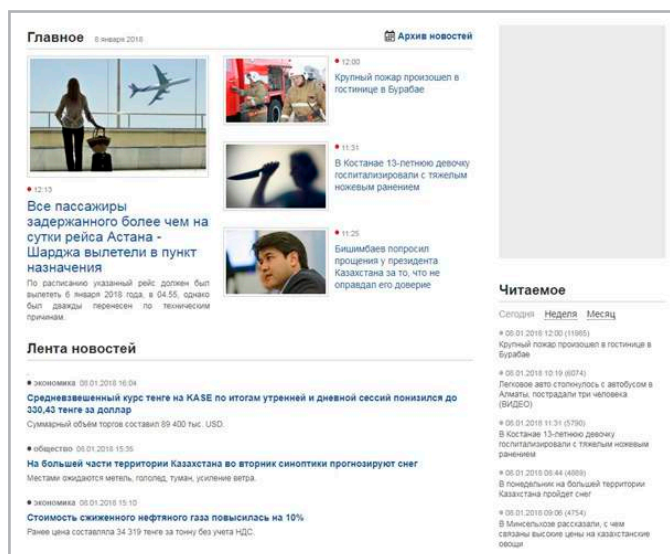 Главное 8 января 2018
Архив новостей
12:13
Все пассажиры
задержанного более чем на
сутки рейса Астана -
Шарджа вылетели в пункт
назначения
По расписанию указанный рейс должен был
вылететь 6 января 2018 года, в 04.55, однако
был дважды перенесен по техническим
причинам.
12:00
Крупный пожар произошел в
гостинице в Бурабае
11:31
В Костанае 13-летнюю девочку
госпитализировали с тяжелым
ножевым ранением
11:25
Бишимбаев попросил
прощения у президента
Казахстана за то, что не
оправдал его доверие
Лента новостей
экономика 08.01.2018 16:04
Средневзвешенный курс тенге на KASE по итогам утренней и дневной сессий понизился до
330,43 тенге за доллар
Суммарный объём торгов составил 89 400 тыс. USD.
общество 08.01.2018 15:36
На большей части территории Казахстана во вторник синоптики прогнозируют снег
Местами ожидаются метель, гололед, туман, усиление ветра.
экономика 08.01.2018 15:10
Стоимость сжиженного нефтяного газа повысилась на 10%
Ранее цена составляла 34 319 тенге за тонну без учета НДС.
Читаемое
Сегодня Неделя Месяц
08.01.2018 12:00 (11985)
Крупный пожар произошел в гостинице в
Бурабае
08.01.2018 10:19 (6074)
Легковое авто столкнулось с автобусом в
Алматы, пострадали три человека
(ВИДЕО)
08.01.2018 11:31 (5790)
В Костанае 13-летнюю девочку
госпитализировали с тяжелым ножевым
ранением
08.01.2018 08:44 (4889)
В понедельник на большей территории
Казахстана пройдет снег
08.01.2018 09:06 (4754)
В Минсельхозе рассказали, с чем
связаны высокие цены на казахстанские
овощи